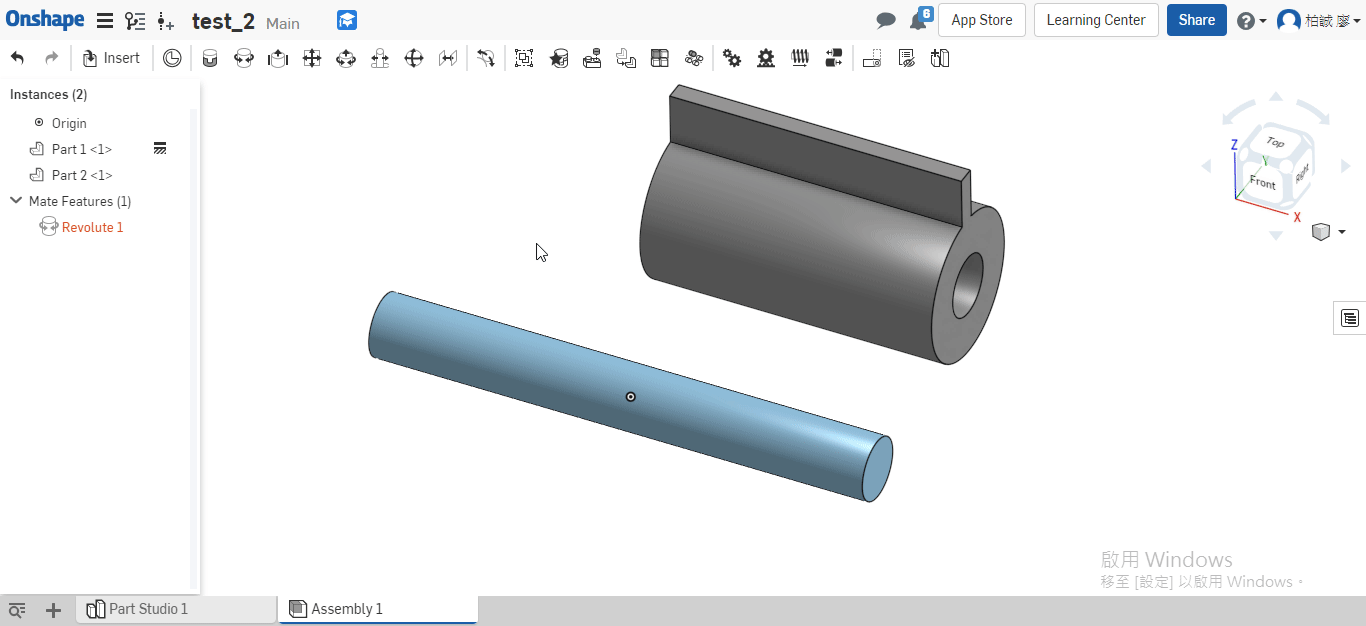 Onshape test_2 Main 6 App Store Learning Center Share ? 柏誠 廖
Insert
Instances (2)
Origin
Part 1 <1>
Part 2 <1>
Mate Features (1)
Revolute 1
Top
Z
Y
Front
Right
X
啟用 Windows
移至 [設定] 以啟用 Windows。
Part Studio 1 Assembly 1